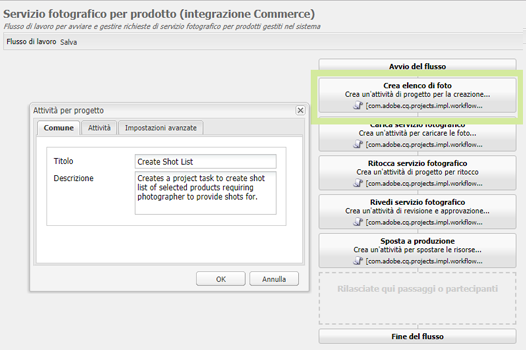 Servizio fotografico per prodotto (integrazione Commerce)
Flusso di lavoro per avviare e gestire richieste di servizio fotografico per prodotti gestiti nel sistema
Flusso di lavoro Salva
Avvio del flusso
Crea elenco di foto
Crea un'attività di progetto per la creazione...
[com.adobe.cq.projects.impl.workflow...
Carica servizio fotografico
Crea un'attività per caricare le foto...
[com.adobe.cq.projects.impl.workflow...
Ritocca servizio fotografico
Crea un'attività di progetto per ritocco
[com.adobe.cq.projects.impl.workflow...
Rivedi servizio fotografico
Crea un'attività di revisione e approvazione...
[com.adobe.cq.projects.impl.workflow...
Sposta a produzione
Crea un'attività per spostare le risorse...
[com.adobe.cq.projects.impl.workflow...
Rilasciate qui passaggi o partecipanti
Fine del flusso
Attività per progetto
Comune Attività Impostazioni avanzate
Titolo Create Shot List
Descrizione Creates a project task to create shot
list of selected products requiring
photographer to provide shots for.
OK Annulla